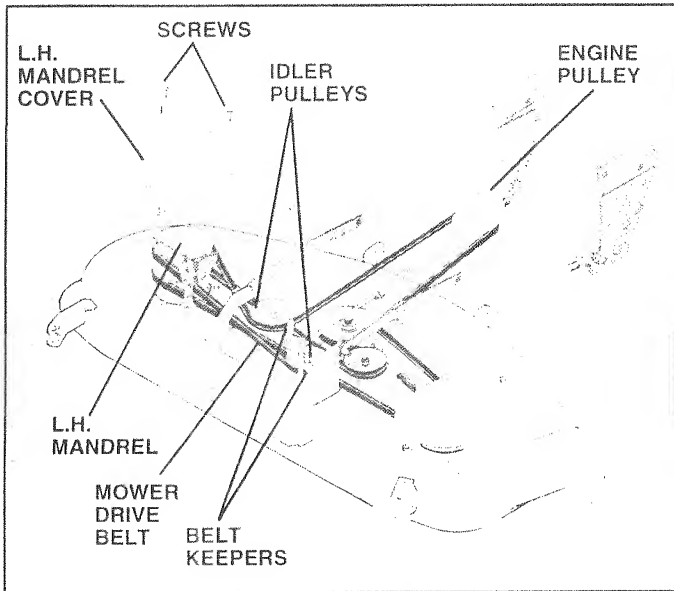 SCREWS
L.H.
MANDREL
COVER
IDLER
PULLEYS
ENGINE
PULLEY
L.H.
MANDREL
MOWER
DRIVE
BELT
BELT
KEEPERS